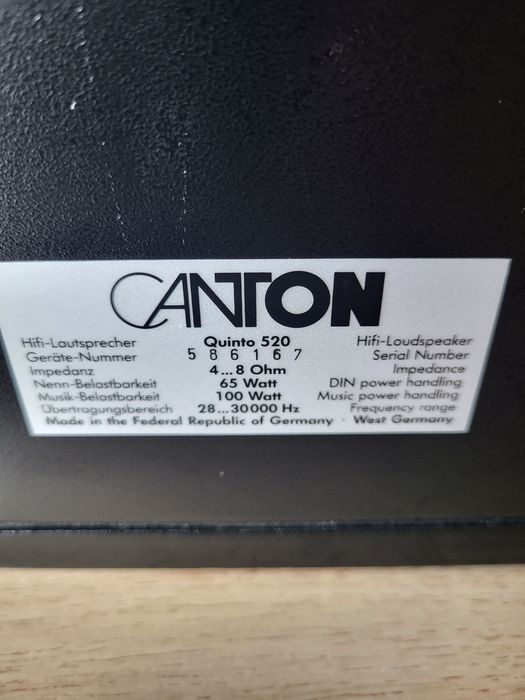 CANTON
Hifi-Lautsprecher Quinto 520 Hifi-Loudspeaker
Geräte-Nummer 586167 Serial Number
Impedanz 4...8 Ohm Impedance
Nenn-Belastbarkeit 65 Watt DIN power handling
Musik-Belastbarkeit 100 Watt Music power handling
Übertragungsbereich 28...30000 Hz Frequency range
Made in the Federal Republic of Germany · West Germany